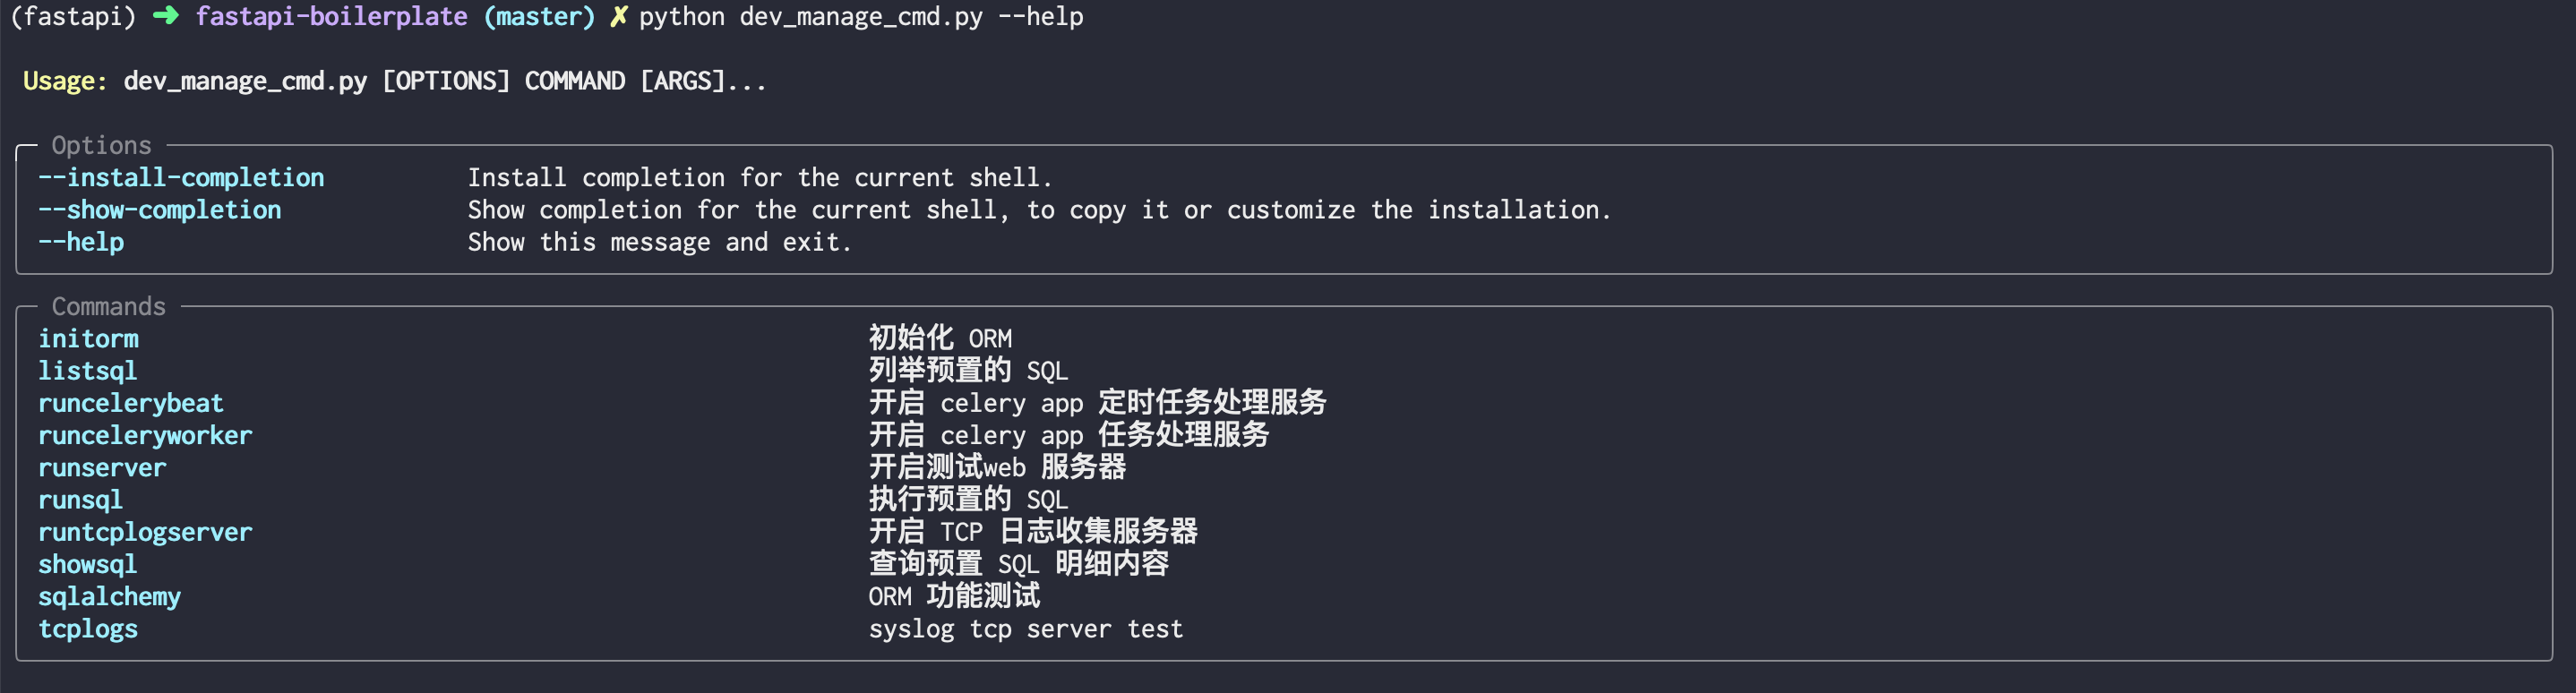 (fastapi) ➜ fastapi-boilerplate (master) ✗ python dev_manage_cmd.py --help
Usage: dev_manage_cmd.py [OPTIONS] COMMAND [ARGS]...
Options
--install-completion Install completion for the current shell.
--show-completion Show completion for the current shell, to copy it or customize the installation.
--help Show this message and exit.
Commands
initorm 初始化 ORM
listsql 列举预置的 SQL
runcelerybeat 开启 celery app 定时任务处理服务
runceleryworker 开启 celery app 任务处理服务
runserver 开启测试web 服务器
runsql 执行预置的 SQL
runtcplogserver 开启 TCP 日志收集服务器
showsql 查询预置 SQL 明细内容
sqlalchemy ORM 功能测试
tcplogs syslog tcp server test